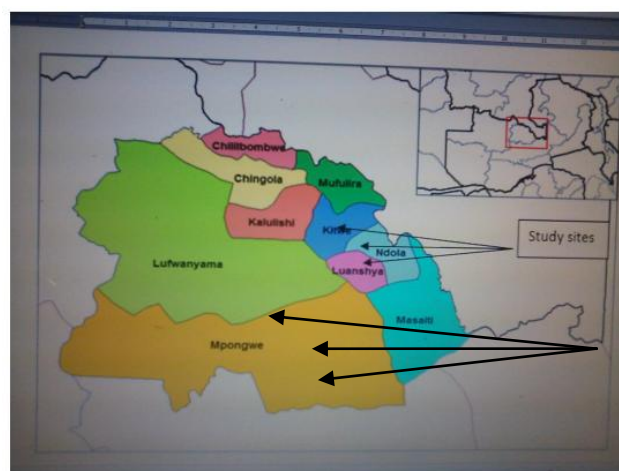 Chililbombwe
Chingola
Mufulira
Kalulishi
Kitwe
Study sites
Ndola
Lufwanyama
Luanshya
Masaiti
Mpongwe